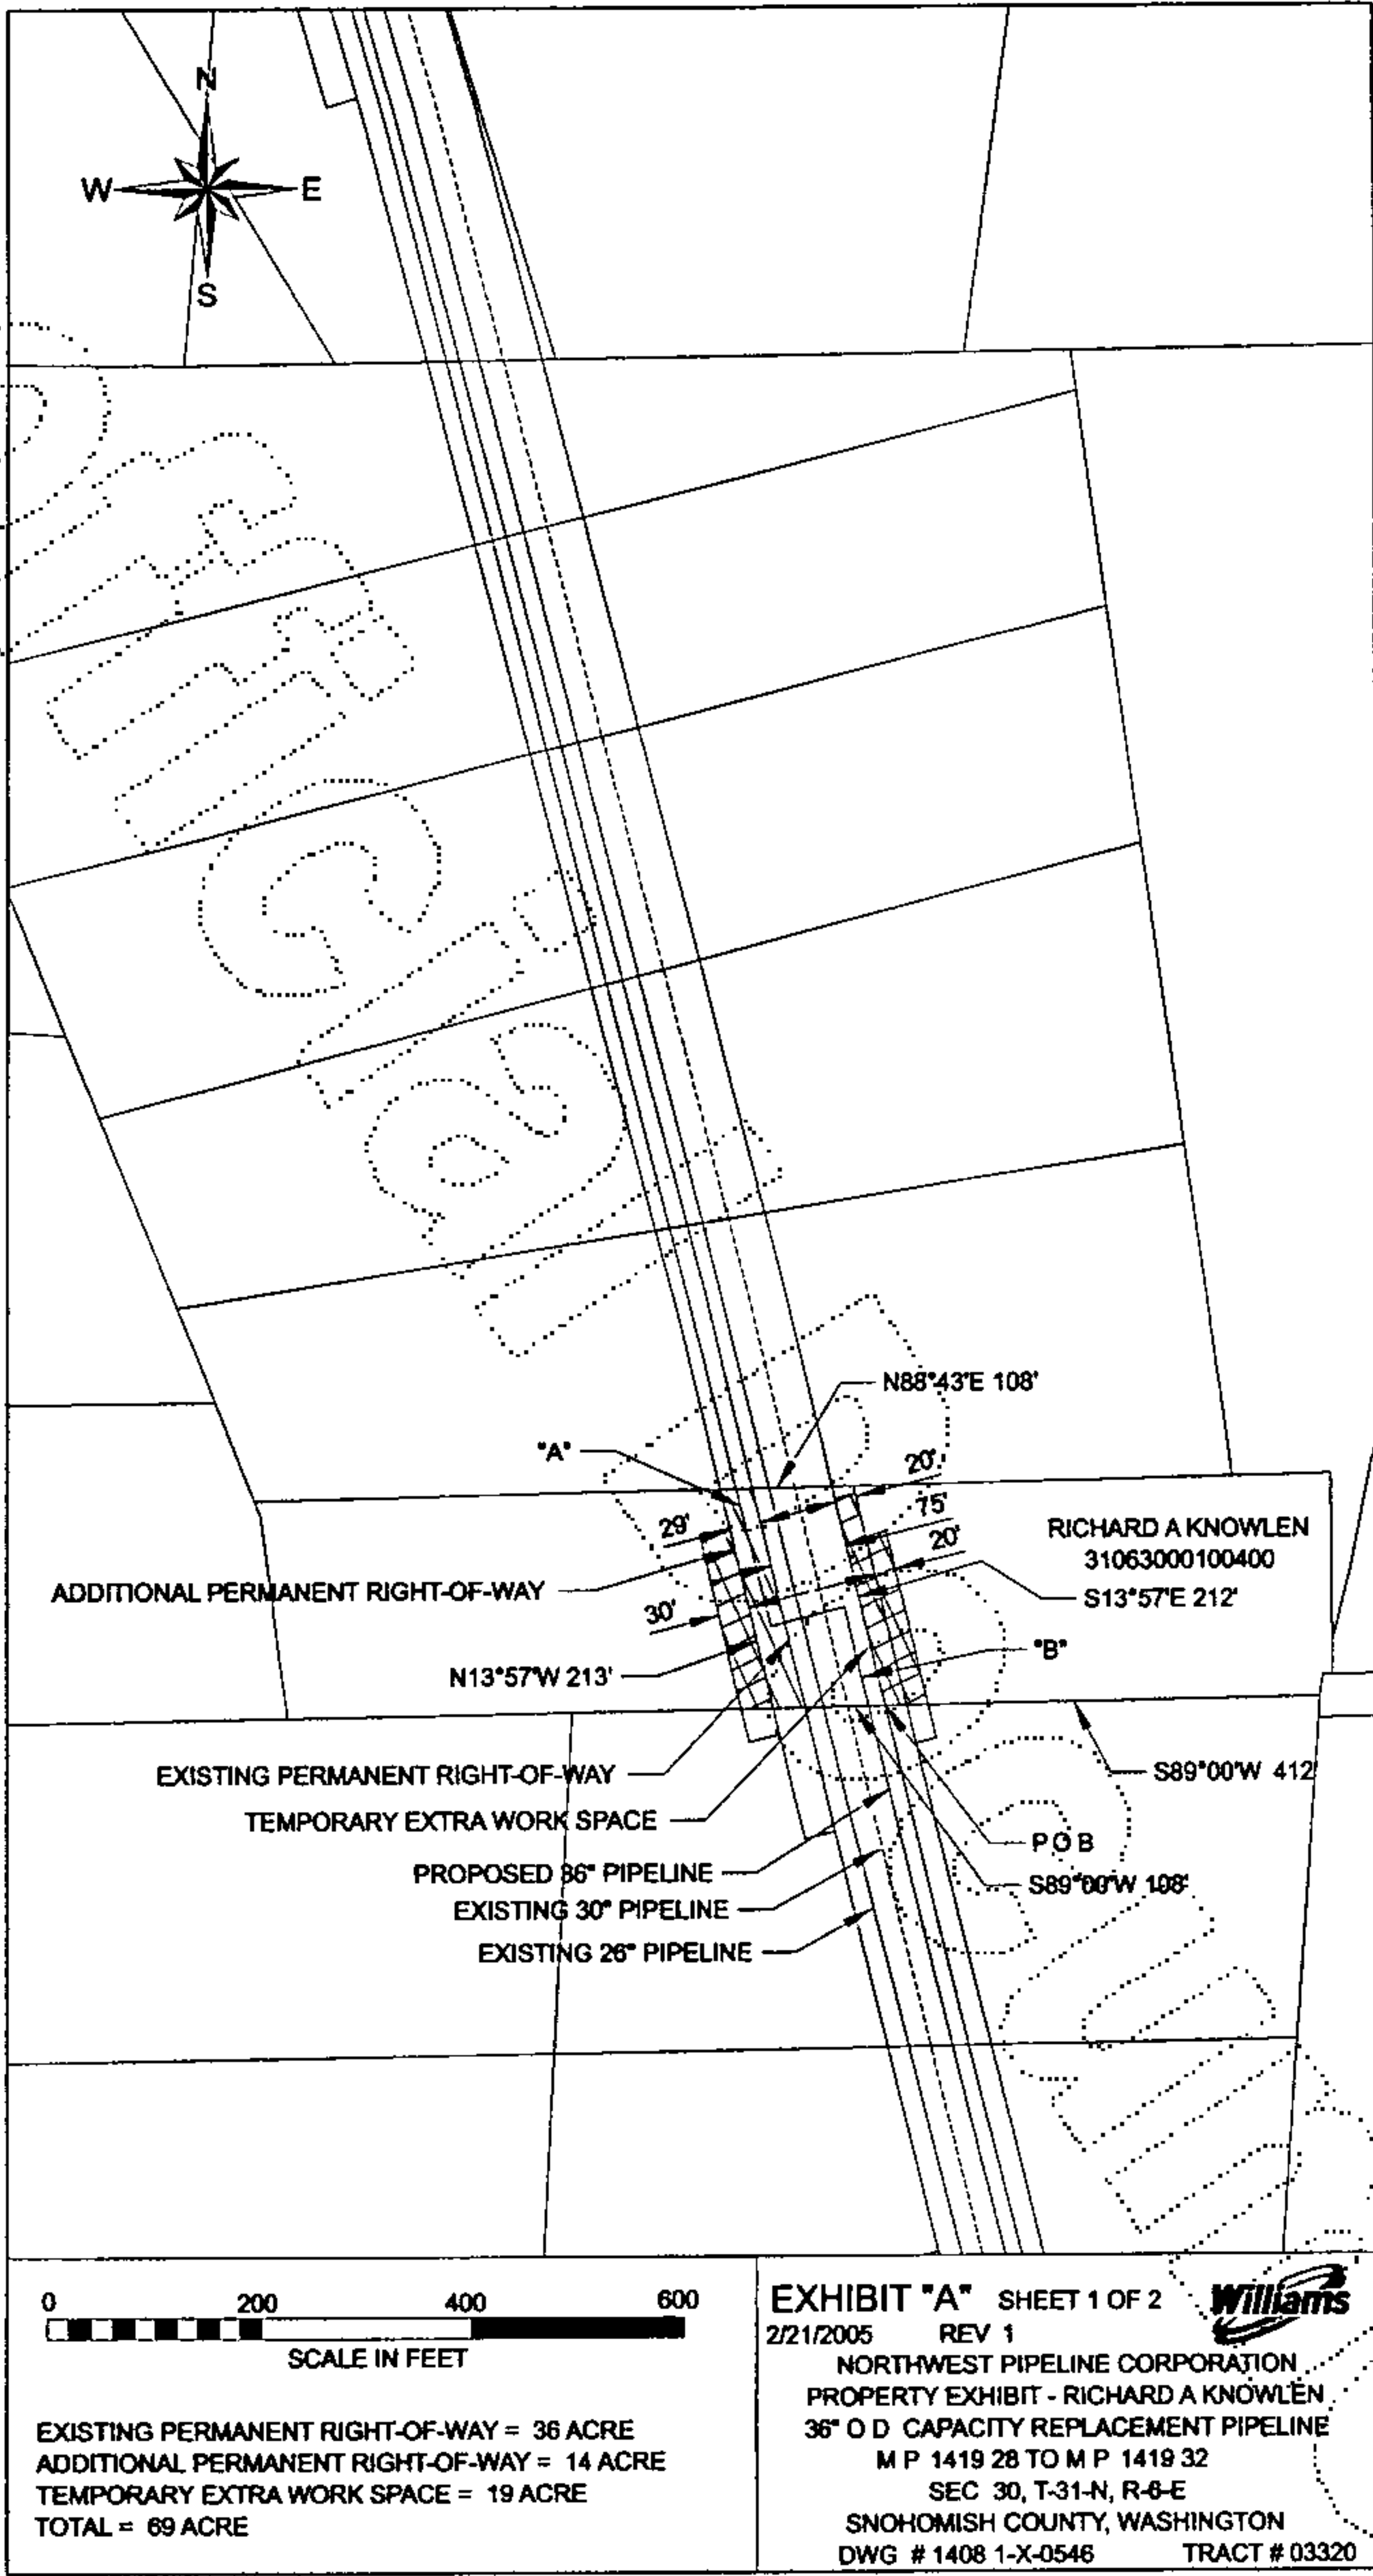 N
W
E
S
N88°43'E 108'
"A"
20'
29'
75'
20'
RICHARD A KNOWLEN
31063000100400
ADDITIONAL PERMANENT RIGHT-OF-WAY
S13°57'E 212'
30'
"B"
N13°57'W 213'
EXISTING PERMANENT RIGHT-OF-WAY
S89°00'W 412'
TEMPORARY EXTRA WORK SPACE
P O B
PROPOSED 36" PIPELINE
S89°00'W 108'
EXISTING 30" PIPELINE
EXISTING 26" PIPELINE
0 200 400 600
SCALE IN FEET
EXISTING PERMANENT RIGHT-OF-WAY = 36 ACRE
ADDITIONAL PERMANENT RIGHT-OF-WAY = 14 ACRE
TEMPORARY EXTRA WORK SPACE = 19 ACRE
TOTAL = 69 ACRE
EXHIBIT "A" SHEET 1 OF 2
Williams
2/21/2005 REV 1
NORTHWEST PIPELINE CORPORATION
PROPERTY EXHIBIT - RICHARD A KNOWLEN
36" O D CAPACITY REPLACEMENT PIPELINE
M P 1419 28 TO M P 1419 32
SEC 30, T-31-N, R-6-E
SNOHOMISH COUNTY, WASHINGTON
DWG # 1408 1-X-0546 TRACT # 03320